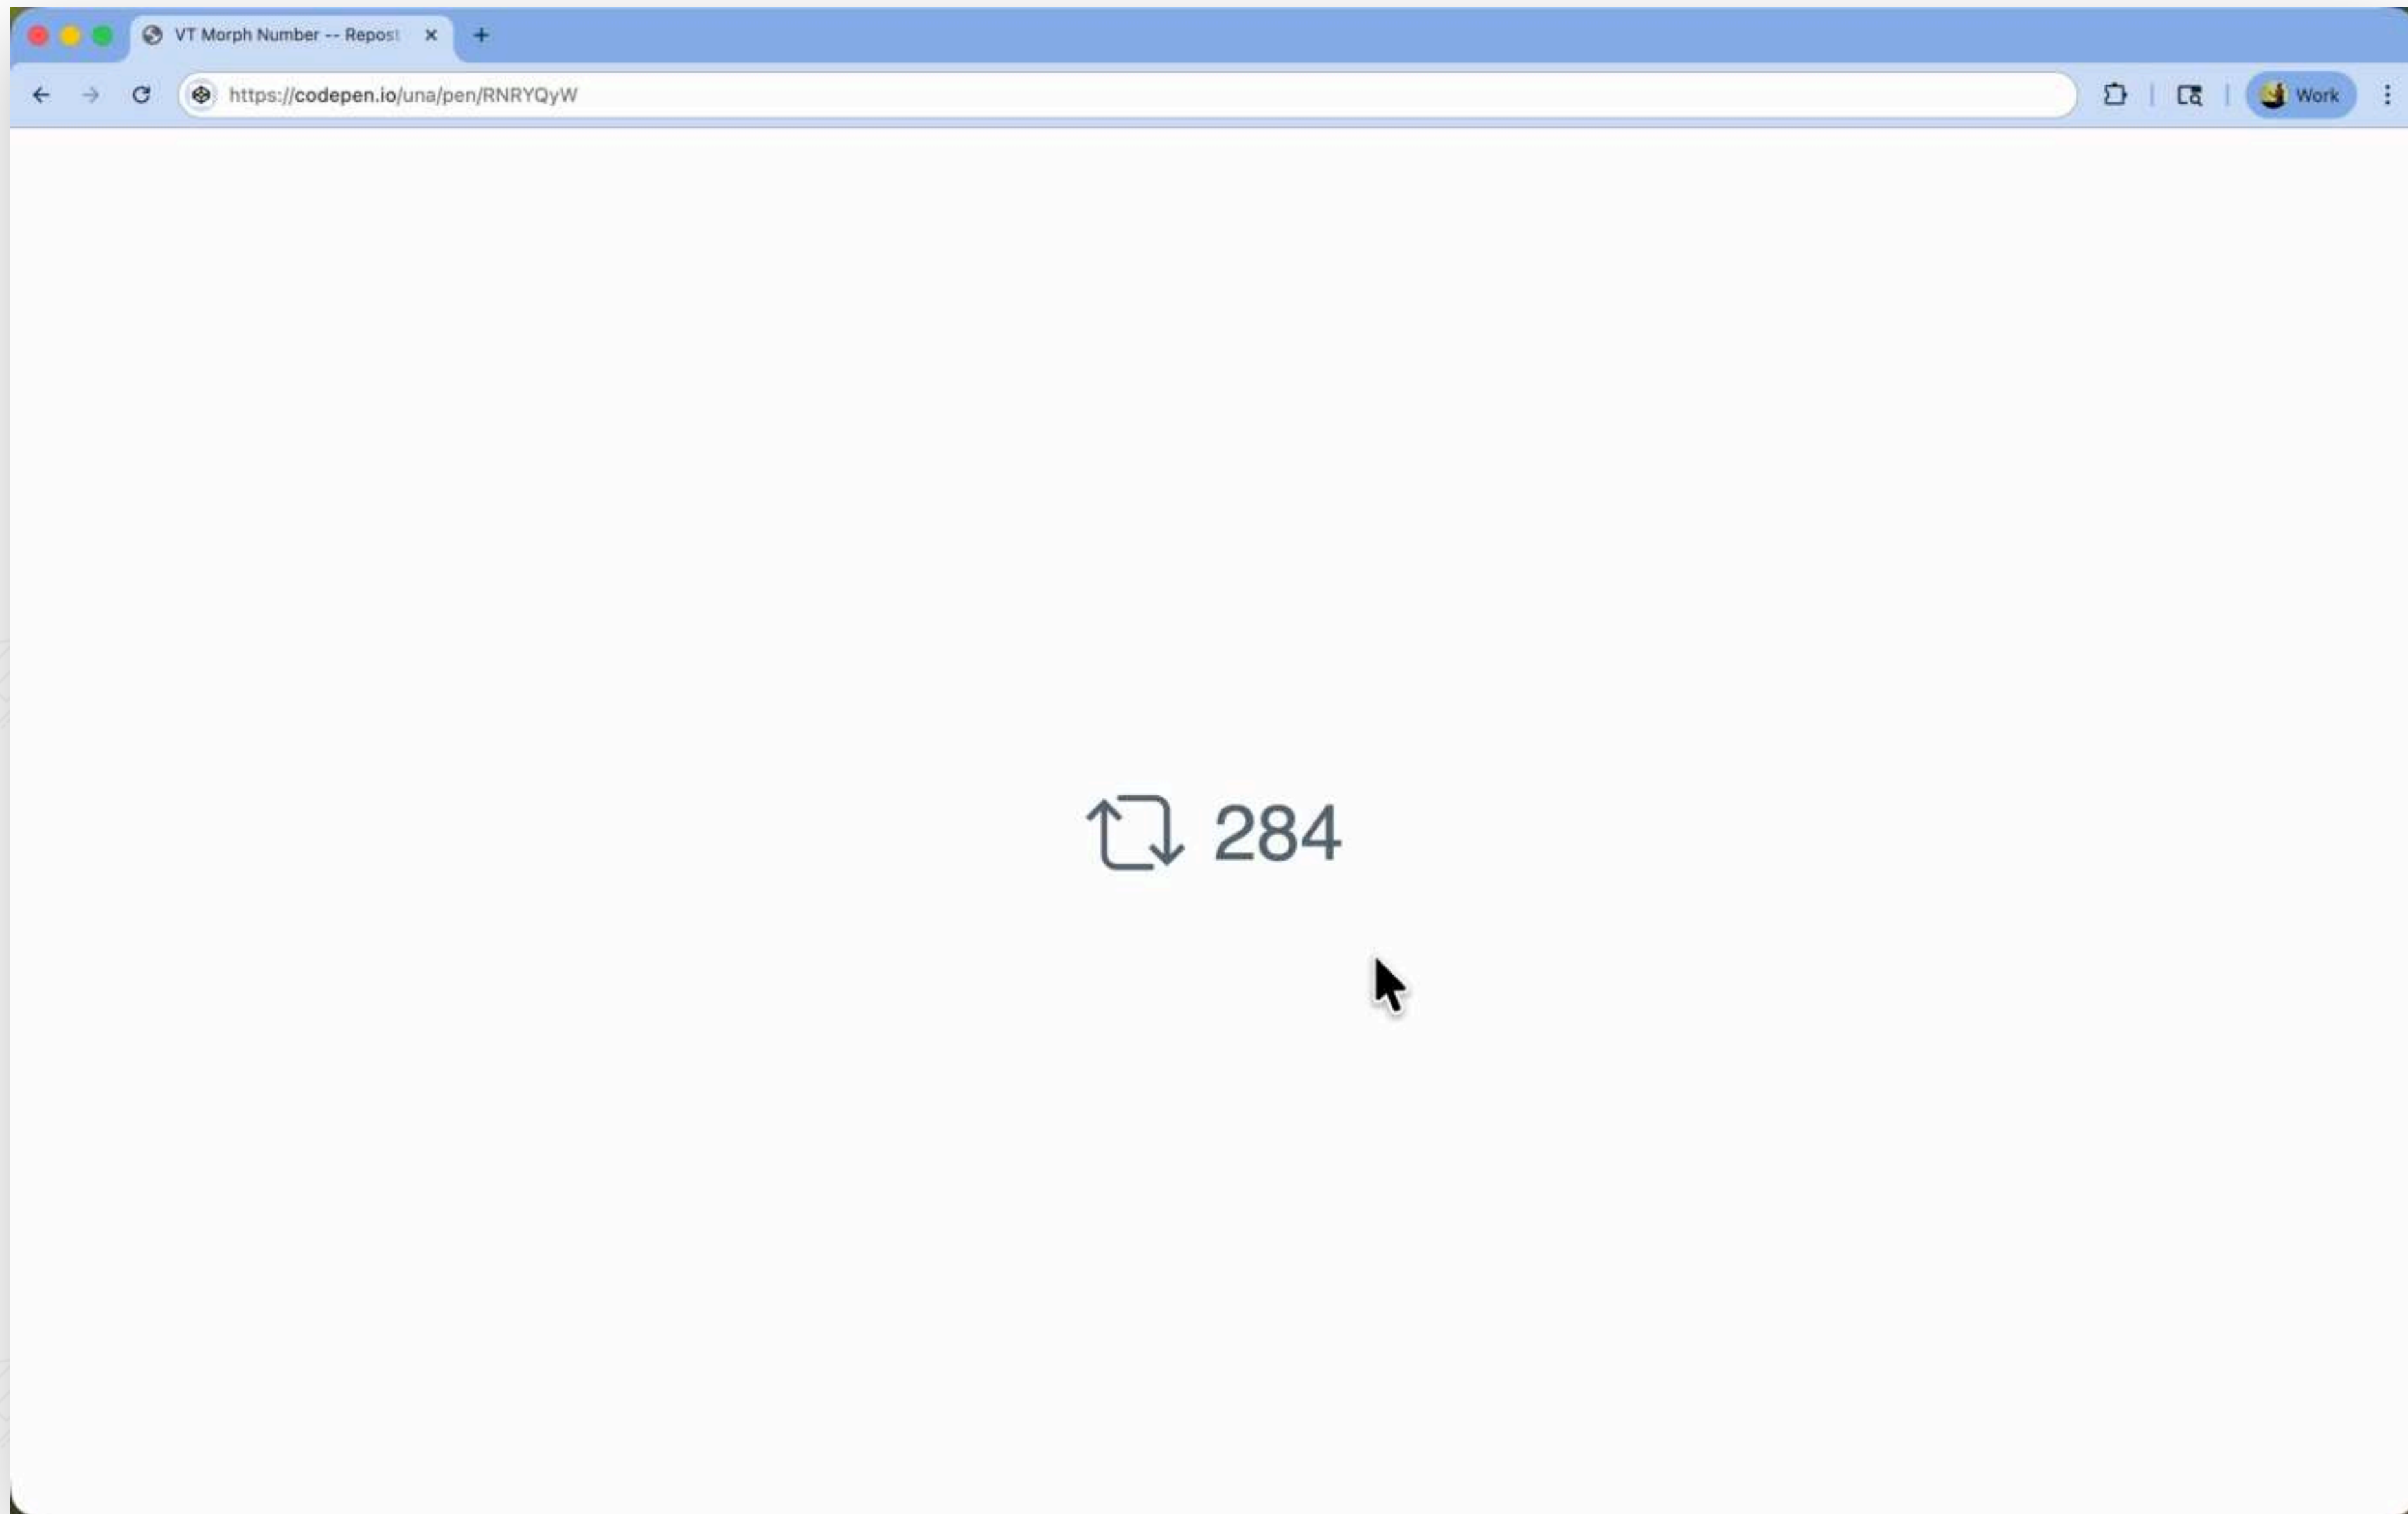 VT Morph Number -- Repost
https://codepen.io/una/pen/RNRYQyW
Work
284